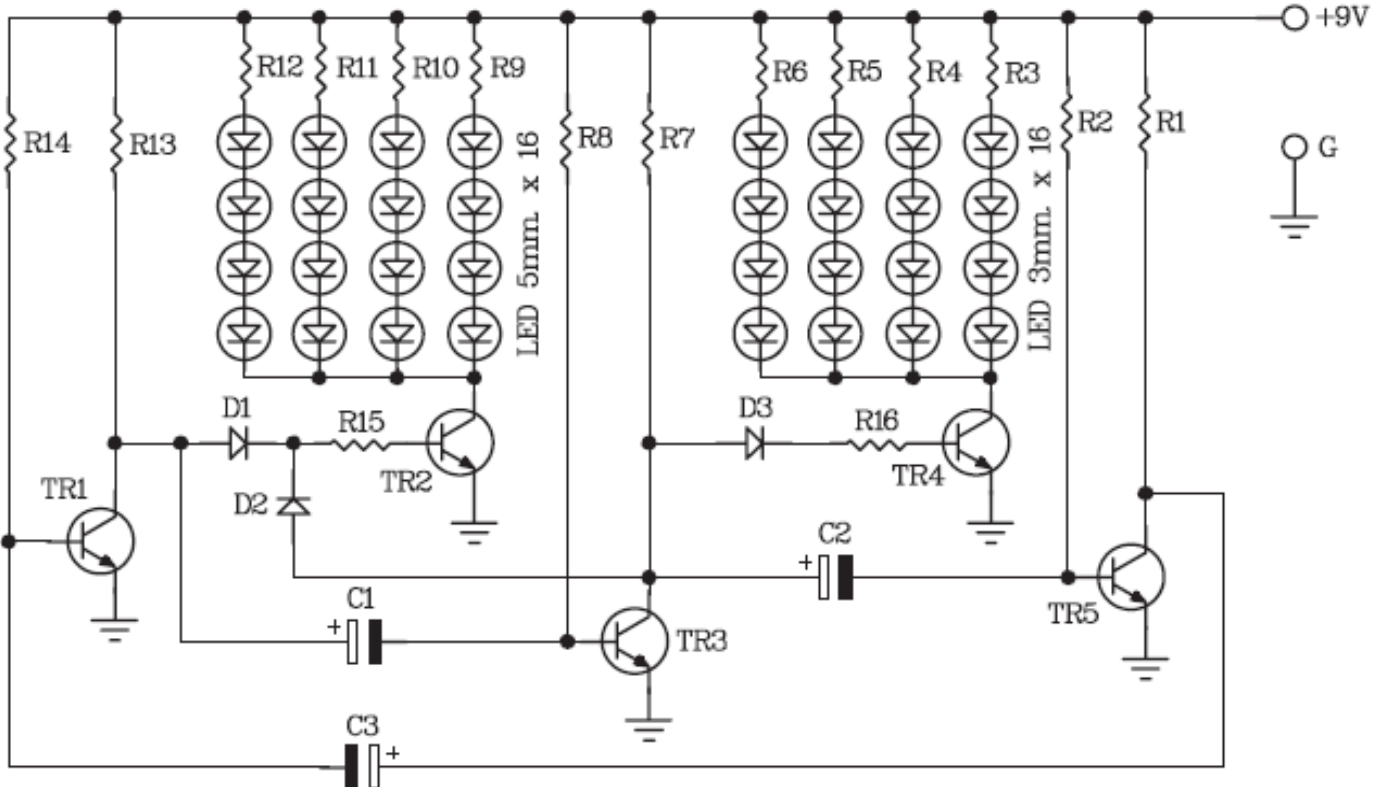 +9V
R12
R11
R10
R9
R6
R5
R4
R3
R14
R13
R8
R7
R2
R1
G
LED 5mm. x 16
LED 3mm. x 16
D1
R15
D3
R16
TR2
TR4
TR1
D2
C2
+
C1
+
TR3
TR5
C3
+